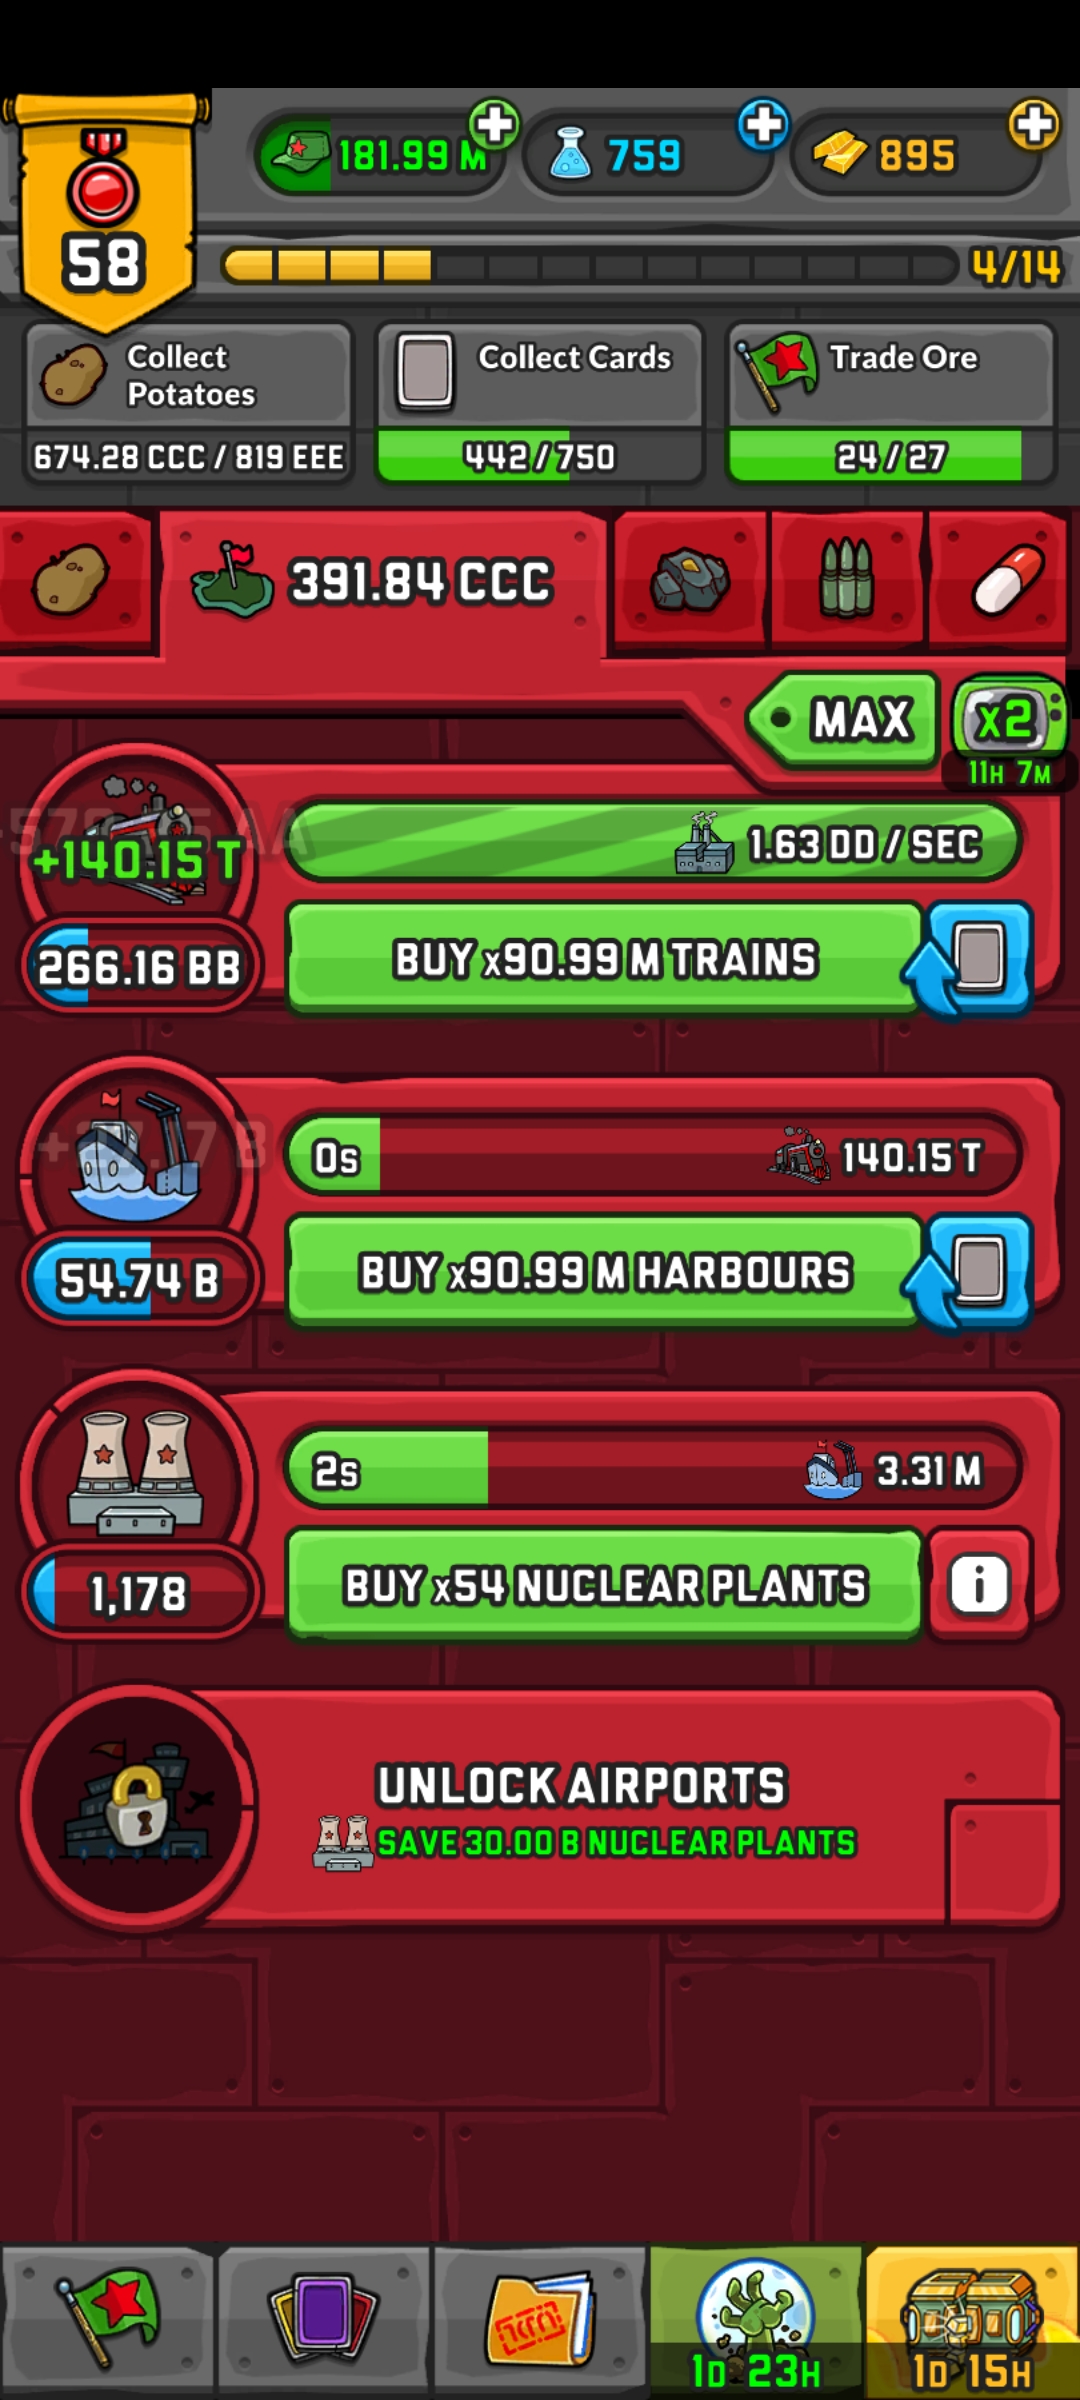 181.99 M
759
895
58
4/14
Collect
Potatoes
Collect Cards
Trade Ore
674.28 CCC / 819 EEE
442/750
24/27
391.84 CCC
MAX
x2
11H 7M
+140.15 T
1.63 DD / SEC
266.16 BB
BUY x90.99 M TRAINS
0s
140.15 T
54.74 B
BUY x90.99 M HARBOURS
2s
3.31 M
1,178
BUY x54 NUCLEAR PLANTS
i
UNLOCK AIRPORTS
SAVE 30.00 B NUCLEAR PLANTS
1D 23H
1D 15H